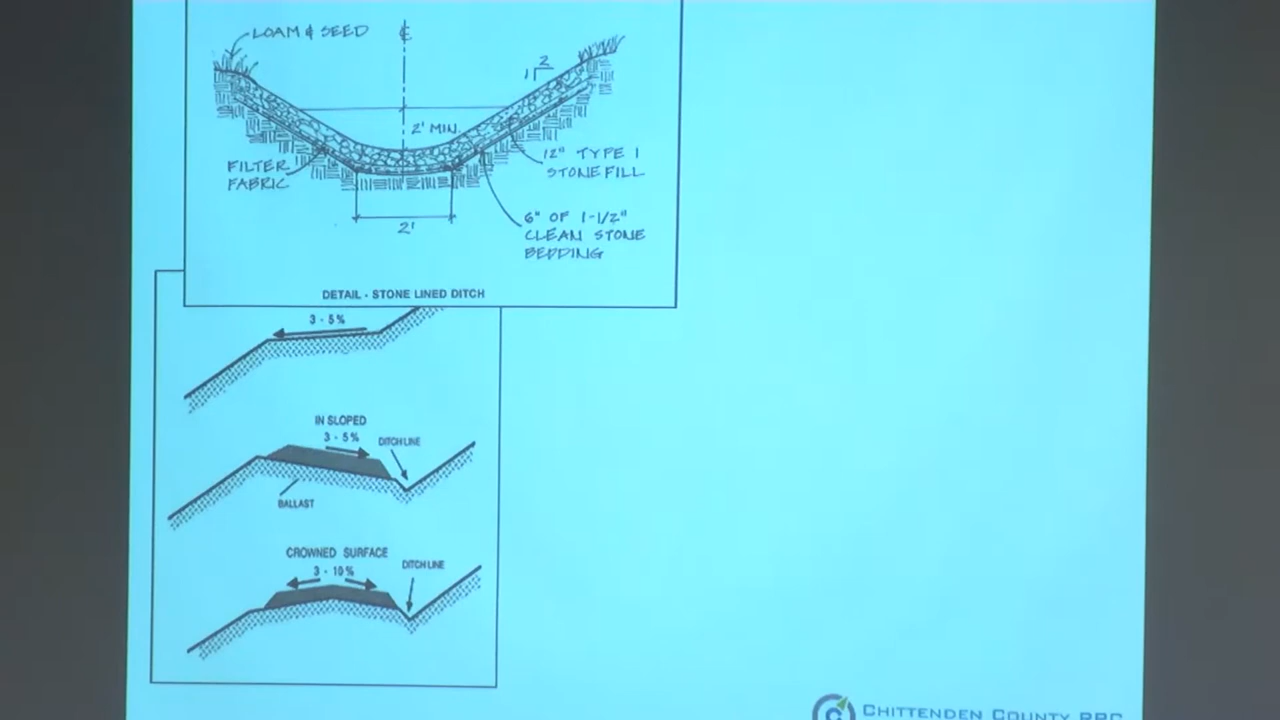 LOAM & SEED
℄
2
1
2' MIN.
FILTER
FABRIC
12" TYPE 1
STONE FILL
2'
6" OF 1-1/2"
CLEAN STONE
BEDDING
DETAIL - STONE LINED DITCH
3 - 5 %
IN SLOPED
3 - 5 %
DITCH LINE
BALLAST
CROWNED SURFACE
3 - 10 %
DITCH LINE
C CHITTENDEN COUNTY RPC